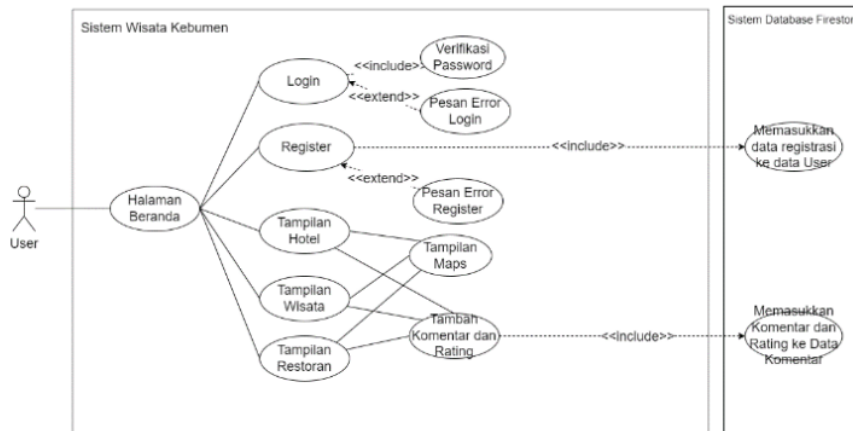 Sistem Wisata Kebumen
Sistem Database Firestor
Verifikasi
Password
<<include>>
Login
<<extend>>
Pesan Error
Login
Register
<<include>>
Memasukkan
data registrasi
ke data User
<<extend>>
Pesan Error
Register
Halaman
Beranda
User
Tampilan
Hotel
Tampilan
Maps
Tampilan
Wisata
Tambah
Komentar dan
Rating
<<include>>
Memasukkan
Komentar dan
Rating ke Data
Komentar
Tampilan
Restoran